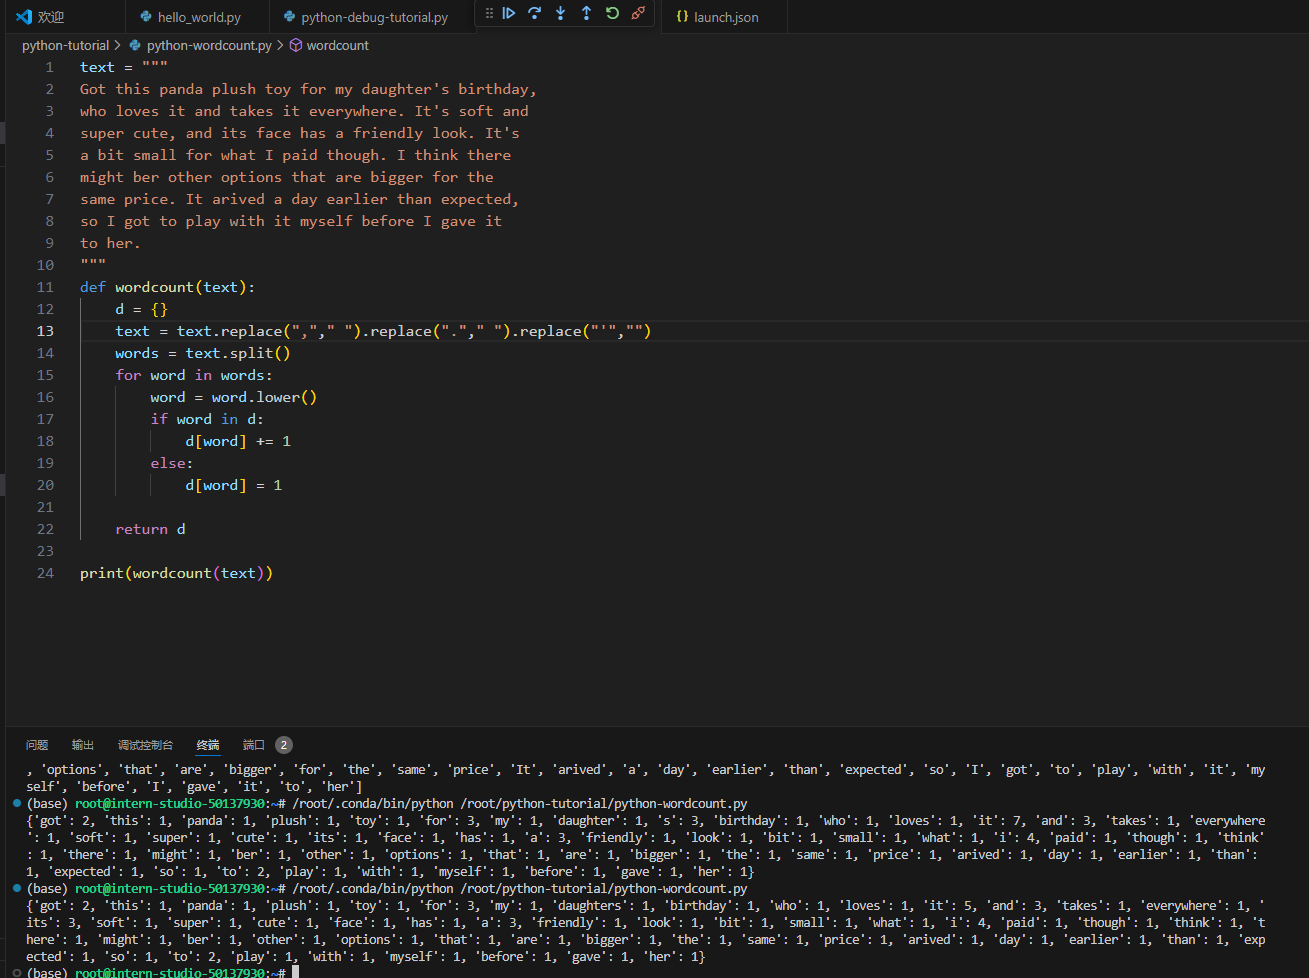 欢迎 hello_world.py python-debug-tutorial.py launch.json
python-tutorial > python-wordcount.py > wordcount
1 text = """
2 Got this panda plush toy for my daughter's birthday,
3 who loves it and takes it everywhere. It's soft and
4 super cute, and its face has a friendly look. It's
5 a bit small for what I paid though. I think there
6 might ber other options that are bigger for the
7 same price. It arived a day earlier than expected,
8 so I got to play with it myself before I gave it
9 to her.
10 """
11 def wordcount(text):
12     d = {}
13     text = text.replace(","," ").replace("."," ").replace("'","")
14     words = text.split()
15     for word in words:
16         word = word.lower()
17         if word in d:
18             d[word] += 1
19         else:
20             d[word] = 1
21
22     return d
23
24 print(wordcount(text))
问题 输出 调试控制台 终端 端口 2
, 'options', 'that', 'are', 'bigger', 'for', 'the', 'same', 'price', 'It', 'arived', 'a', 'day', 'earlier', 'than', 'expected', 'so', 'I', 'got', 'to', 'play', 'with', 'it', 'my
self', 'before', 'I', 'gave', 'it', 'to', 'her']
(base) root@intern-studio-50137930:~# /root/.conda/bin/python /root/python-tutorial/python-wordcount.py
{'got': 2, 'this': 1, 'panda': 1, 'plush': 1, 'toy': 1, 'for': 3, 'my': 1, 'daughter': 1, 's': 3, 'birthday': 1, 'who': 1, 'loves': 1, 'it': 7, 'and': 3, 'takes': 1, 'everywhere
': 1, 'soft': 1, 'super': 1, 'cute': 1, 'its': 1, 'face': 1, 'has': 1, 'a': 3, 'friendly': 1, 'look': 1, 'bit': 1, 'small': 1, 'what': 1, 'i': 4, 'paid': 1, 'though': 1, 'think'
: 1, 'there': 1, 'might': 1, 'ber': 1, 'other': 1, 'options': 1, 'that': 1, 'are': 1, 'bigger': 1, 'the': 1, 'same': 1, 'price': 1, 'arived': 1, 'day': 1, 'earlier': 1, 'than':
1, 'expected': 1, 'so': 1, 'to': 2, 'play': 1, 'with': 1, 'myself': 1, 'before': 1, 'gave': 1, 'her': 1}
(base) root@intern-studio-50137930:~# /root/.conda/bin/python /root/python-tutorial/python-wordcount.py
{'got': 2, 'this': 1, 'panda': 1, 'plush': 1, 'toy': 1, 'for': 3, 'my': 1, 'daughters': 1, 'birthday': 1, 'who': 1, 'loves': 1, 'it': 5, 'and': 3, 'takes': 1, 'everywhere': 1, '
its': 3, 'soft': 1, 'super': 1, 'cute': 1, 'face': 1, 'has': 1, 'a': 3, 'friendly': 1, 'look': 1, 'bit': 1, 'small': 1, 'what': 1, 'i': 4, 'paid': 1, 'though': 1, 'think': 1, 't
here': 1, 'might': 1, 'ber': 1, 'other': 1, 'options': 1, 'that': 1, 'are': 1, 'bigger': 1, 'the': 1, 'same': 1, 'price': 1, 'arived': 1, 'day': 1, 'earlier': 1, 'than': 1, 'exp
ected': 1, 'so': 1, 'to': 2, 'play': 1, 'with': 1, 'myself': 1, 'before': 1, 'gave': 1, 'her': 1}
(base) root@intern-studio-50137930:~#